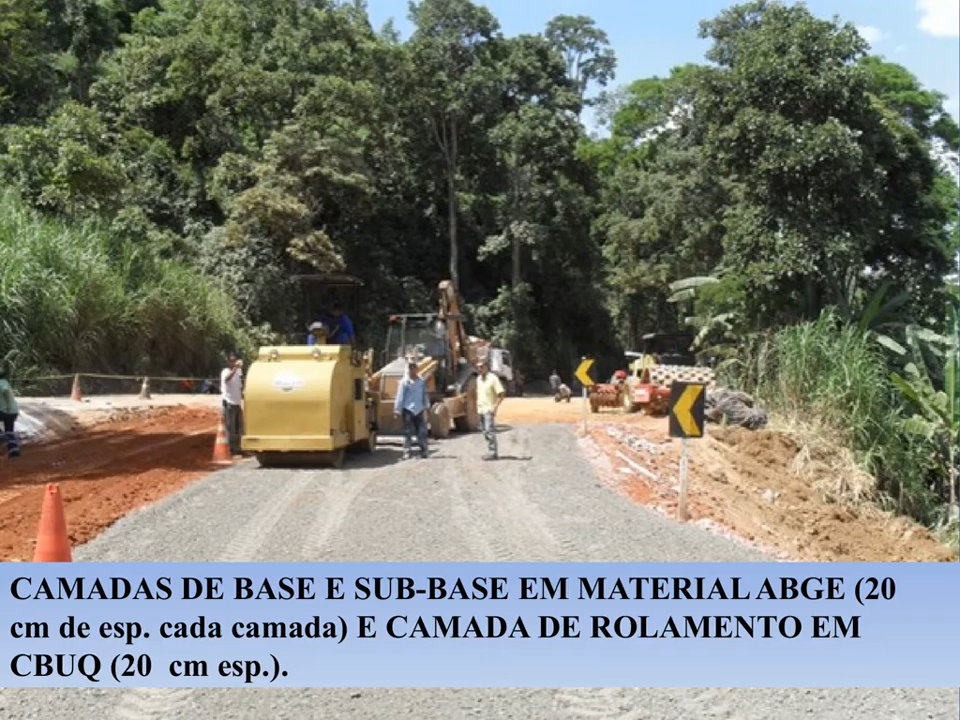 CAMADAS DE BASE E SUB-BASE EM MATERIAL ABGE (20
cm de esp. cada camada) E CAMADA DE ROLAMENTO EM
CBUQ (20 cm esp.).